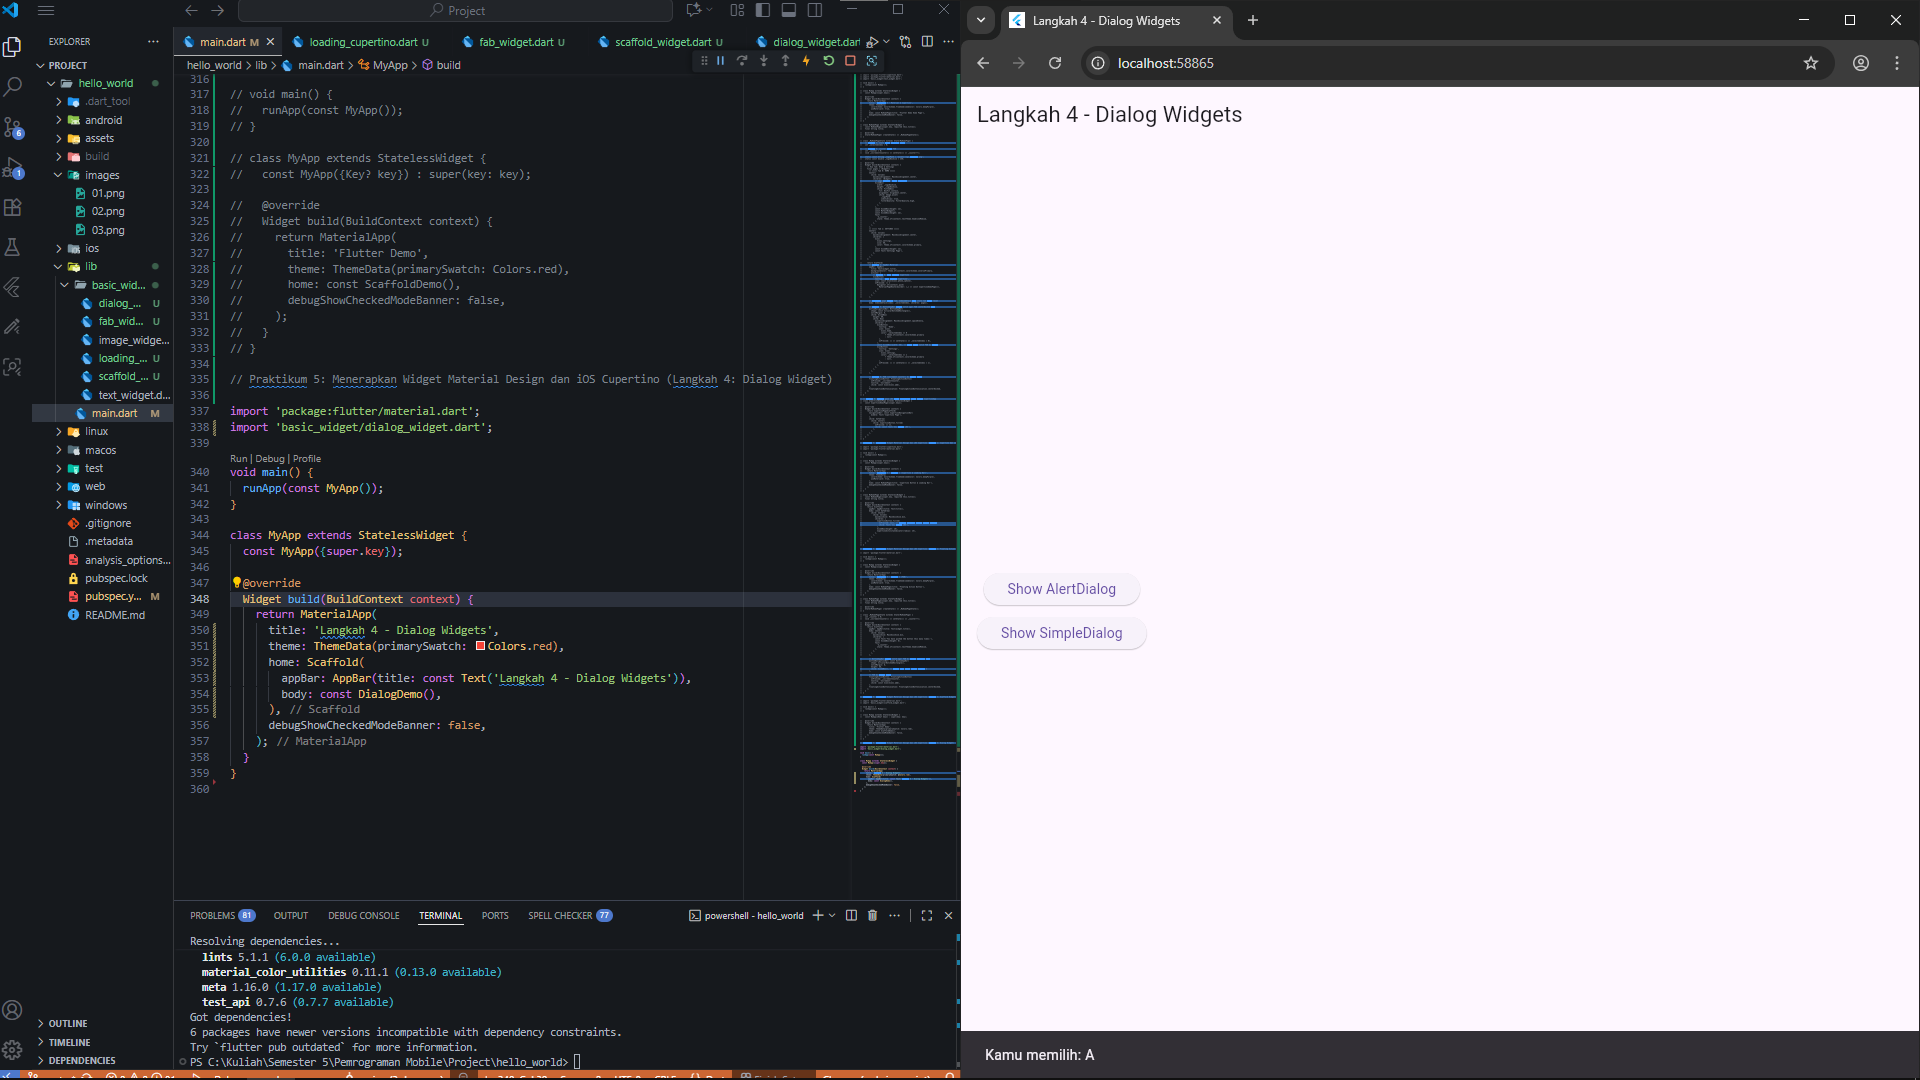 Project
EXPLORER
PROJECT
hello_world
.dart_tool
android
assets
build
images
01.png
02.png
03.png
ios
lib
basic_wid...
dialog_... U
fab_wid... U
image_widge...
loading_... U
scaffold_... U
text_widget.d...
main.dart M
linux
macos
test
web
windows
.gitignore
.metadata
analysis_options...
pubspec.lock
pubspec.y... M
README.md
OUTLINE
TIMELINE
DEPENDENCIES
6
1
main.dart M
loading_cupertino.dart U
fab_widget.dart U
scaffold_widget.dart U
dialog_widget.dart
hello_world > lib > main.dart > MyApp > build
316
317 // void main() {
318 //   runApp(const MyApp());
319 // }
320
321 // class MyApp extends StatelessWidget {
322 //   const MyApp({Key? key}) : super(key: key);
323
324 //   @override
325 //   Widget build(BuildContext context) {
326 //     return MaterialApp(
327 //       title: 'Flutter Demo',
328 //       theme: ThemeData(primarySwatch: Colors.red),
329 //       home: const ScaffoldDemo(),
330 //       debugShowCheckedModeBanner: false,
331 //     );
332 //   }
333 // }
334
335 // Praktikum 5: Menerapkan Widget Material Design dan iOS Cupertino (Langkah 4: Dialog Widget)
336
337 import 'package:flutter/material.dart';
338 import 'basic_widget/dialog_widget.dart';
339
Run | Debug | Profile
340 void main() {
341   runApp(const MyApp());
342 }
343
344 class MyApp extends StatelessWidget {
345   const MyApp({super.key});
346
347   @override
348   Widget build(BuildContext context) {
349     return MaterialApp(
350       title: 'Langkah 4 - Dialog Widgets',
351       theme: ThemeData(primarySwatch: Colors.red),
352       home: Scaffold(
353         appBar: AppBar(title: const Text('Langkah 4 - Dialog Widgets')),
354         body: const DialogDemo(),
355       ), // Scaffold
356       debugShowCheckedModeBanner: false,
357     ); // MaterialApp
358   }
359 }
360
PROBLEMS 81 OUTPUT DEBUG CONSOLE TERMINAL PORTS SPELL CHECKER 77
powershell - hello_world
Resolving dependencies...
lints 5.1.1 (6.0.0 available)
material_color_utilities 0.11.1 (0.13.0 available)
meta 1.16.0 (1.17.0 available)
test_api 0.7.6 (0.7.7 available)
Got dependencies!
6 packages have newer versions incompatible with dependency constraints.
Try `flutter pub outdated` for more information.
PS C:\Kuliah\Semester 5\Pemrograman Mobile\Project\hello_world>
Langkah 4 - Dialog Widgets
localhost:58865
Langkah 4 - Dialog Widgets
Show AlertDialog
Show SimpleDialog
Kamu memilih: A